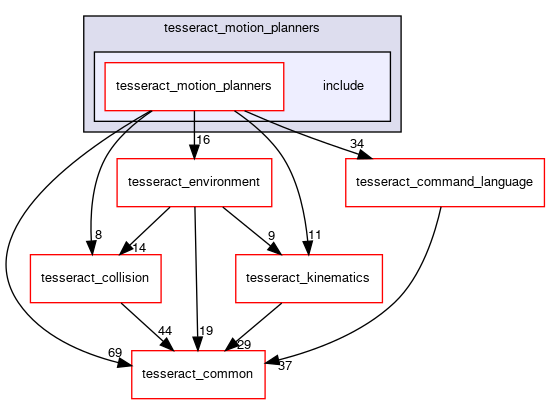 tesseract_motion_planners
tesseract_motion_planners
include
16
34
tesseract_environment
tesseract_command_language
8
14
9
11
tesseract_collision
tesseract_kinematics
69
44
19
29
37
tesseract_common